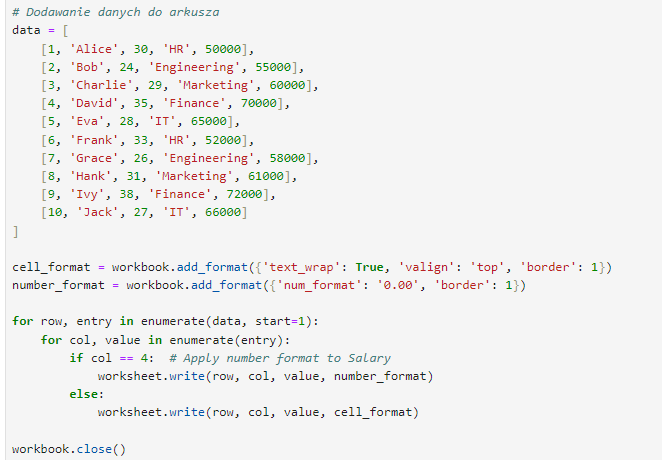 # Dodawanie danych do arkusza
data = [
    [1, 'Alice', 30, 'HR', 50000],
    [2, 'Bob', 24, 'Engineering', 55000],
    [3, 'Charlie', 29, 'Marketing', 60000],
    [4, 'David', 35, 'Finance', 70000],
    [5, 'Eva', 28, 'IT', 65000],
    [6, 'Frank', 33, 'HR', 52000],
    [7, 'Grace', 26, 'Engineering', 58000],
    [8, 'Hank', 31, 'Marketing', 61000],
    [9, 'Ivy', 38, 'Finance', 72000],
    [10, 'Jack', 27, 'IT', 66000]
]

cell_format = workbook.add_format({'text_wrap': True, 'valign': 'top', 'border': 1})
number_format = workbook.add_format({'num_format': '0.00', 'border': 1})

for row, entry in enumerate(data, start=1):
    for col, value in enumerate(entry):
        if col == 4:  # Apply number format to Salary
            worksheet.write(row, col, value, number_format)
        else:
            worksheet.write(row, col, value, cell_format)

workbook.close()